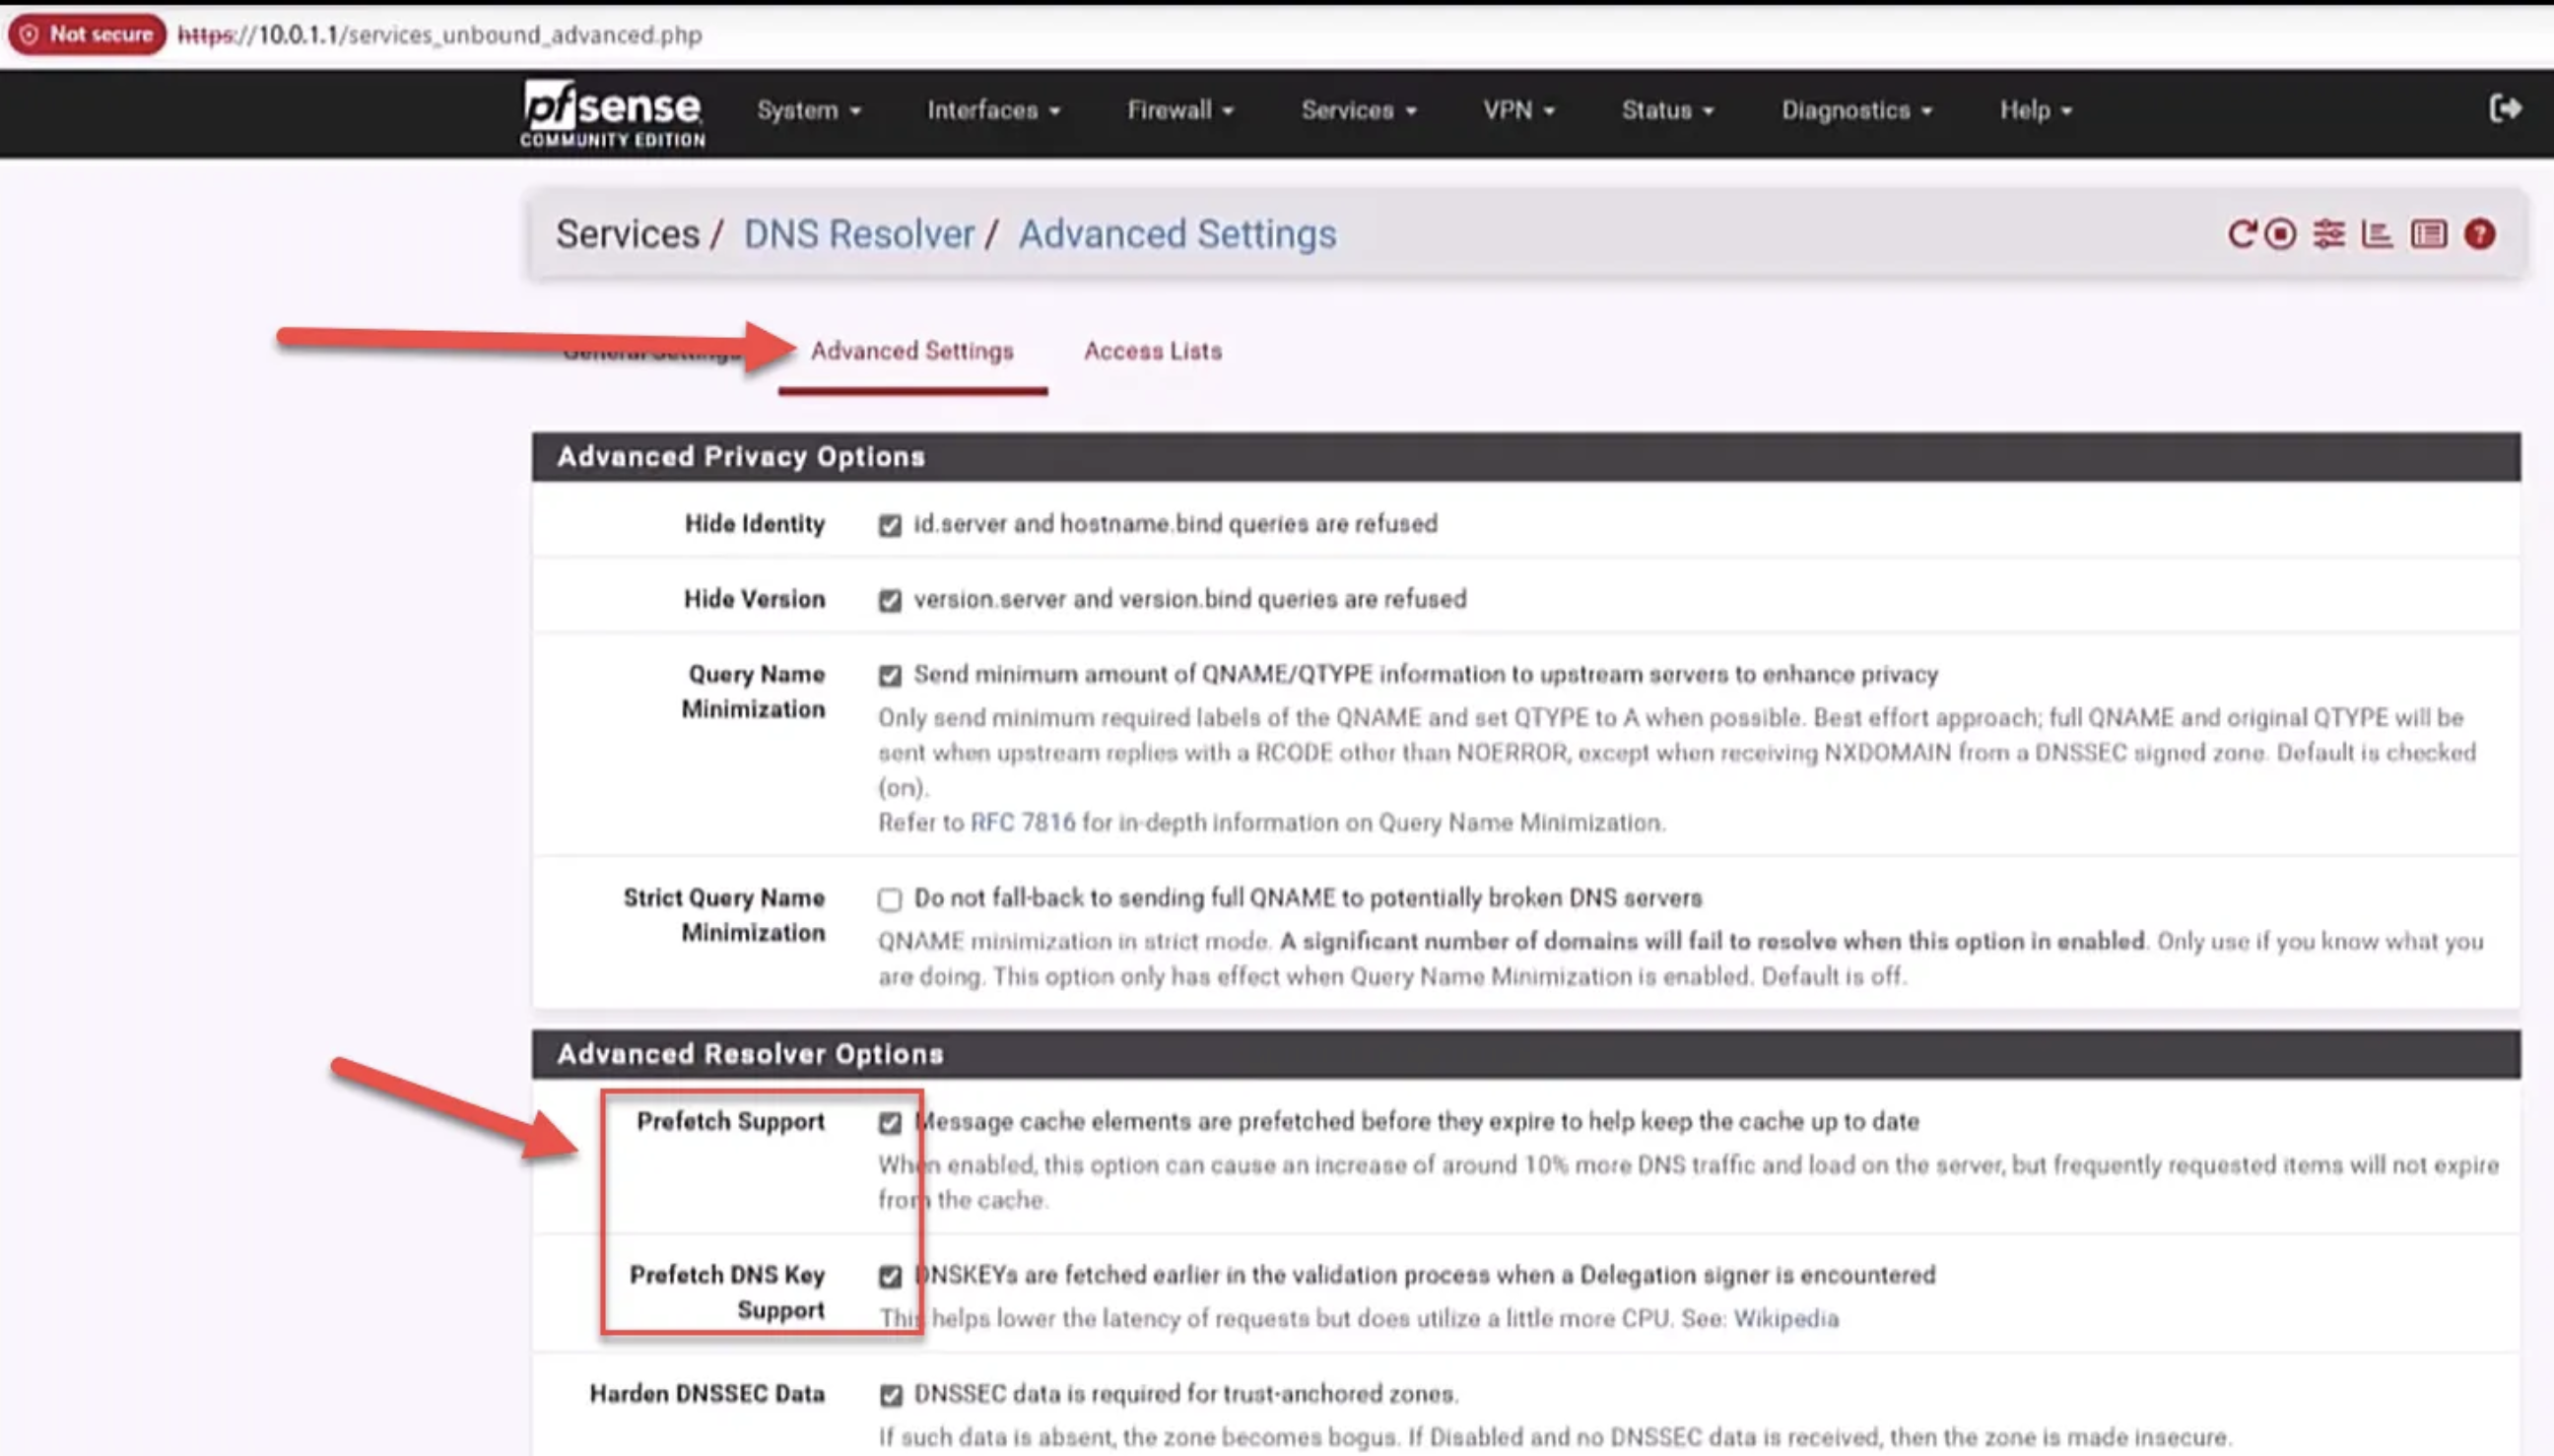 Not secure https://10.0.1.1/services_unbound_advanced.php
pfsense
COMMUNITY EDITION
System Interfaces Firewall Services VPN Status Diagnostics Help
Services / DNS Resolver / Advanced Settings
General Settings Advanced Settings Access Lists
Advanced Privacy Options
Hide Identity id.server and hostname.bind queries are refused
Hide Version version.server and version.bind queries are refused
Query Name Minimization Send minimum amount of QNAME/QTYPE information to upstream servers to enhance privacy
Only send minimum required labels of the QNAME and set QTYPE to A when possible. Best effort approach; full QNAME and original QTYPE will be
sent when upstream replies with a RCODE other than NOERROR, except when receiving NXDOMAIN from a DNSSEC signed zone. Default is checked
(on).
Refer to RFC 7816 for in-depth information on Query Name Minimization.
Strict Query Name Minimization Do not fall-back to sending full QNAME to potentially broken DNS servers
QNAME minimization in strict mode. A significant number of domains will fail to resolve when this option in enabled. Only use if you know what you
are doing. This option only has effect when Query Name Minimization is enabled. Default is off.
Advanced Resolver Options
Prefetch Support Message cache elements are prefetched before they expire to help keep the cache up to date
When enabled, this option can cause an increase of around 10% more DNS traffic and load on the server, but frequently requested items will not expire
from the cache.
Prefetch DNS Key Support DNSKEYs are fetched earlier in the validation process when a Delegation signer is encountered
This helps lower the latency of requests but does utilize a little more CPU. See: Wikipedia
Harden DNSSEC Data DNSSEC data is required for trust-anchored zones.
If such data is absent, the zone becomes bogus. If Disabled and no DNSSEC data is received, then the zone is made insecure.